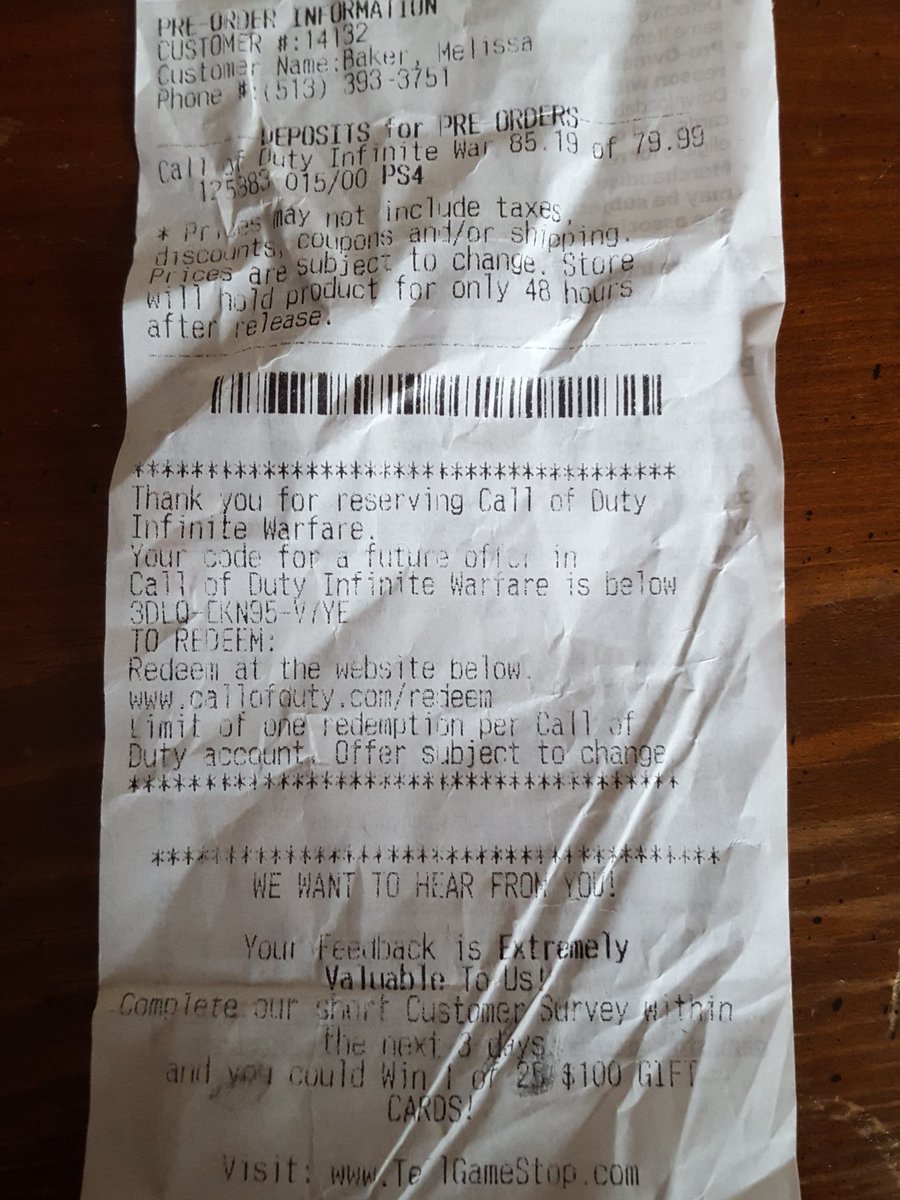 PRE-ORDER INFORMATION
CUSTOMER #:14132
Customer Name:Baker, Melissa
Phone #:(513) 393-3751
DEPOSITS for PRE ORDERS
Call of Duty Infinite War 85.19 of 79.99
125383 015/00 PS4
* Prices may not include taxes,
discounts, coupons and/or shipping.
Prices are subject to change. Store
will hold product for only 48 hours
after release.
************************************
Thank you for reserving Call of Duty
Infinite Warfare.
Your code for a future offer in
Call of Duty Infinite Warfare is below
TO REDEEM:
Redeem at the website below.
www.callofduty.com/redeem
Limit of one redemption per Call of
Duty account. Offer subject to change
************************************
************************************
WE WANT TO HEAR FROM YOU!
Your Feedback is Extremely
Valuable To Us!
Complete our short Customer Survey within
the next 3 days
and you could Win 1 of 25 $100 GIFT
CARDS!
Visit: www.TellGameStop.com